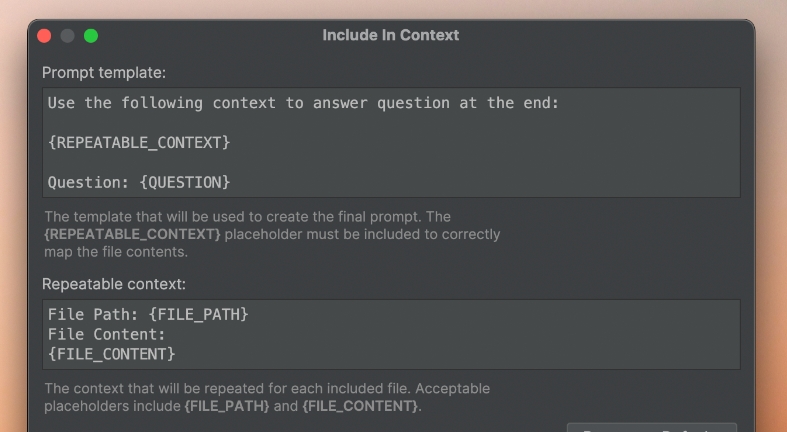 Include In Context
Prompt template:
Use the following context to answer question at the end:
{REPEATABLE_CONTEXT}
Question: {QUESTION}
The template that will be used to create the final prompt. The
{REPEATABLE_CONTEXT} placeholder must be included to correctly
map the file contents.
Repeatable context:
File Path: {FILE_PATH}
File Content:
{FILE_CONTENT}
The context that will be repeated for each included file. Acceptable
placeholders include {FILE_PATH} and {FILE_CONTENT}.